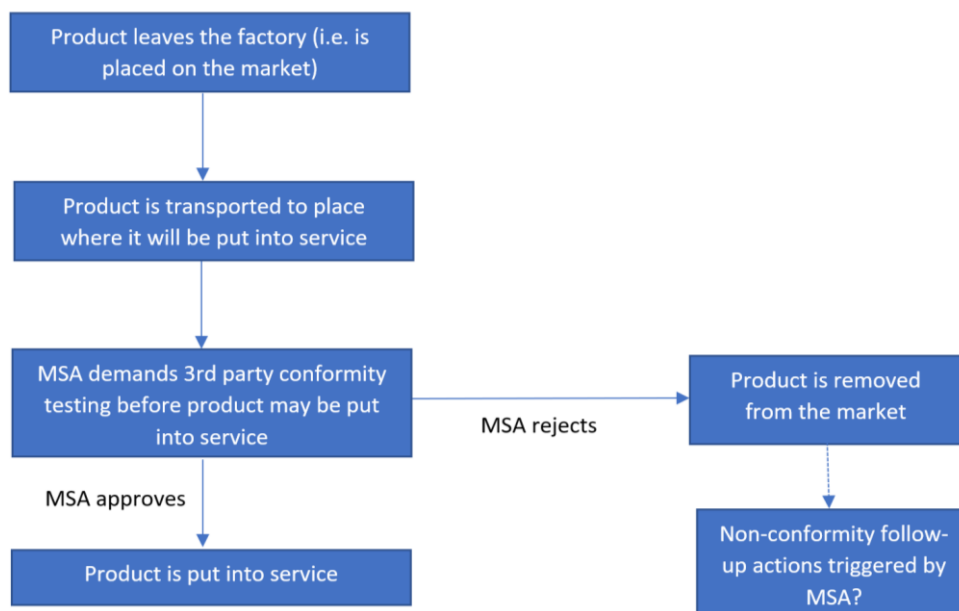 Product leaves the factory (i.e. is
placed on the market)
Product is transported to place
where it will be put into service
MSA demands 3rd party conformity
testing before product may be put
into service
MSA rejects
Product is removed
from the market
MSA approves
Product is put into service
Non-conformity follow-
up actions triggered by
MSA?